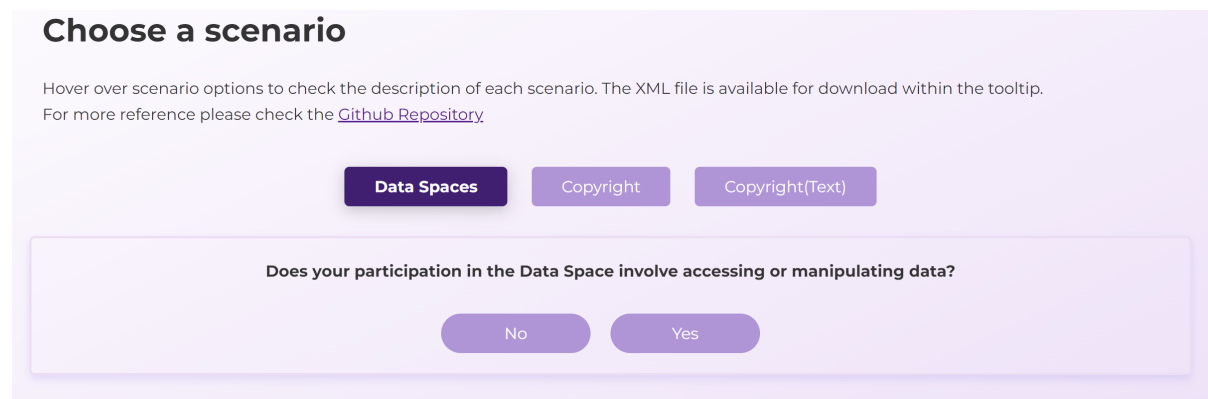 Choose a scenario
Hover over scenario options to check the description of each scenario. The XML file is available for download within the tooltip.
For more reference please check the Github Repository
Data Spaces Copyright Copyright(Text)
Does your participation in the Data Space involve accessing or manipulating data?
No Yes